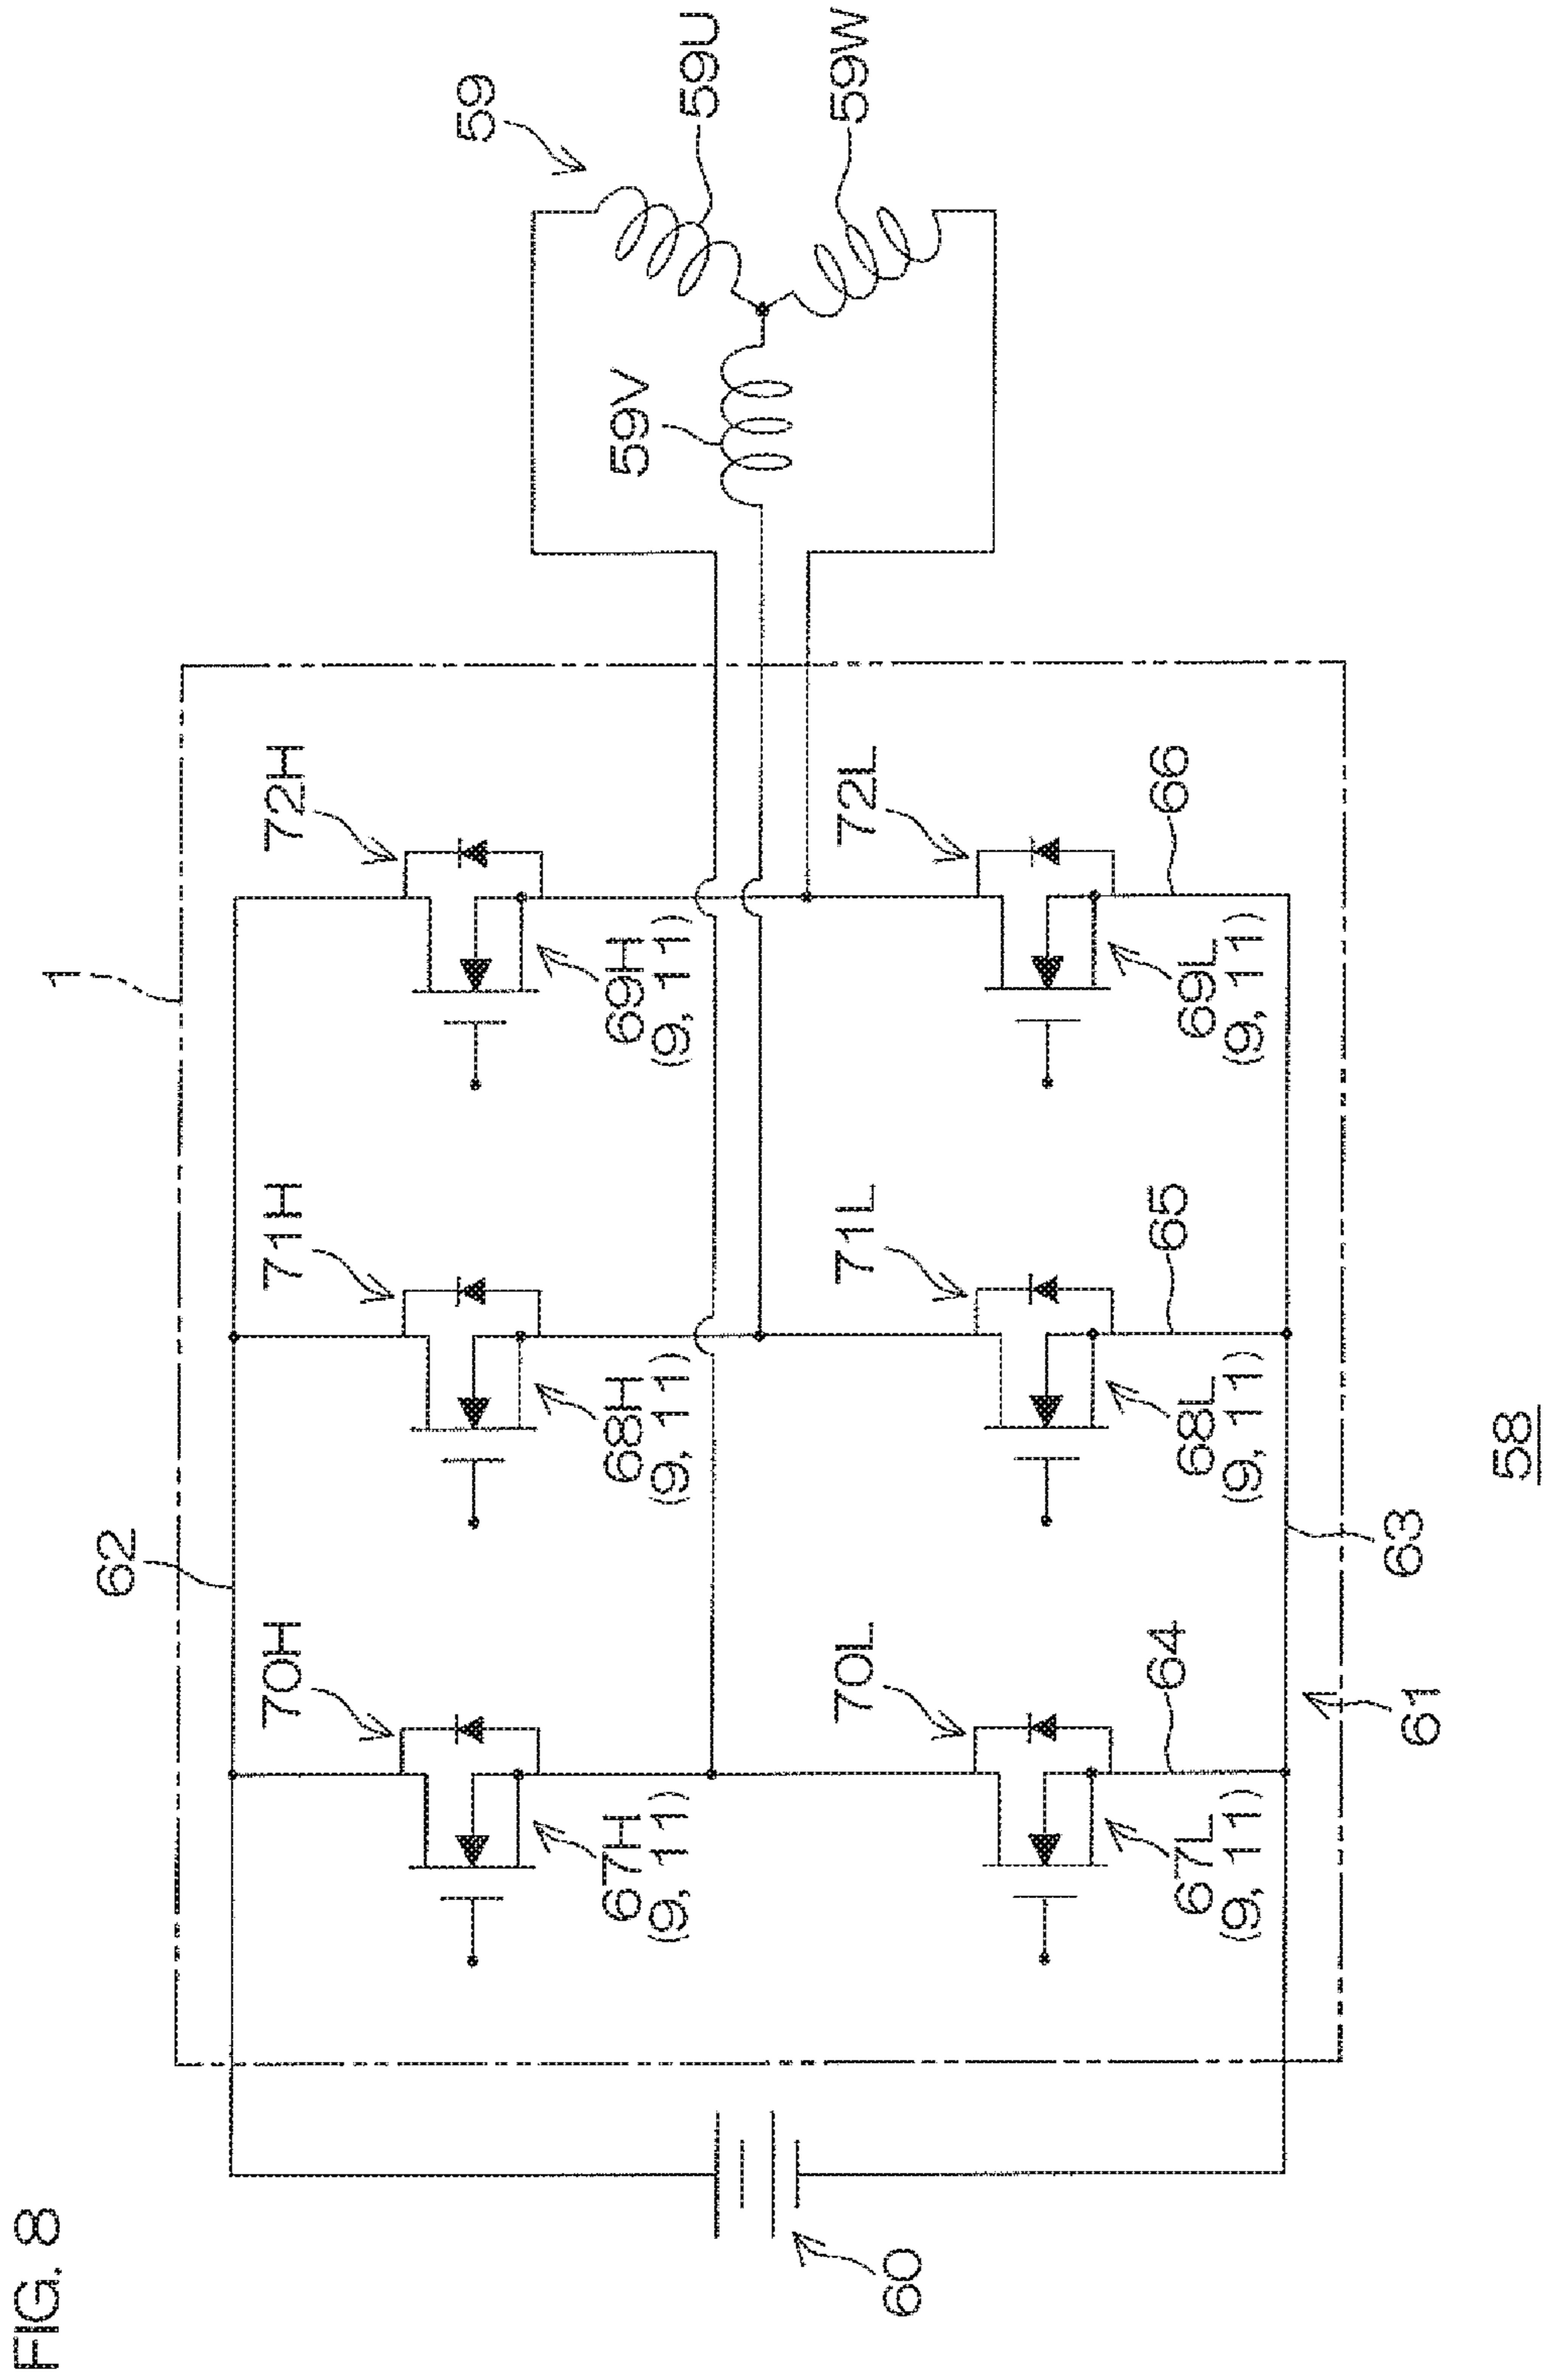 FIG. 8
1
62
72H
71H
70H
69H
(9, 11)
68H
(9, 11)
67H
(9, 11)
72L
71L
70L
69L
(9, 11)
68L
(9, 11)
67L
(9, 11)
66
65
64
63
61
60
59
59U
59V
59W
58